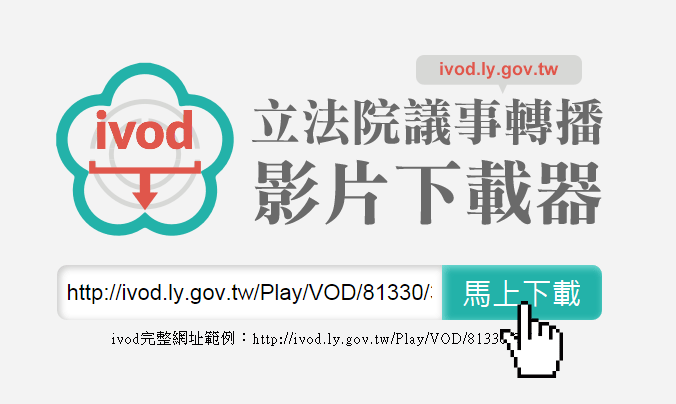 ivod.ly.gov.tw
ivod
立法院議事轉播
影片下載器
http://ivod.ly.gov.tw/Play/VOD/81330/
馬上下載
ivod完整網址範例：http://ivod.ly.gov.tw/Play/VOD/81330